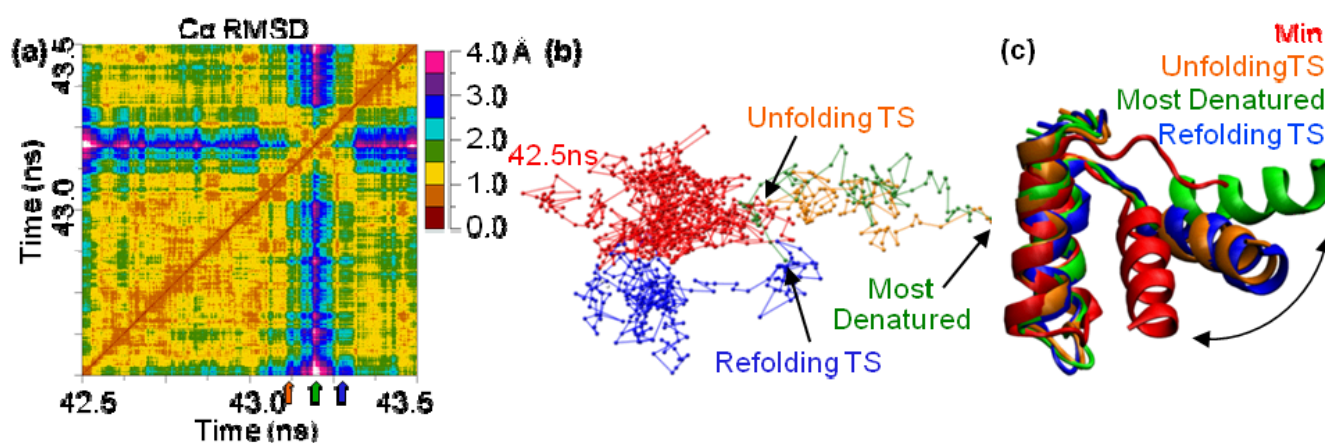 (a)
Cα RMSD
4.0 Å
3.0
2.0
1.0
0.0
43.5
43.0
Time (ns)
42.5
43.0
43.5
Time (ns)
(b)
42.5ns
Unfolding TS
Most
Denatured
Refolding TS
(c)
Min
UnfoldingTS
Most Denatured
Refolding TS